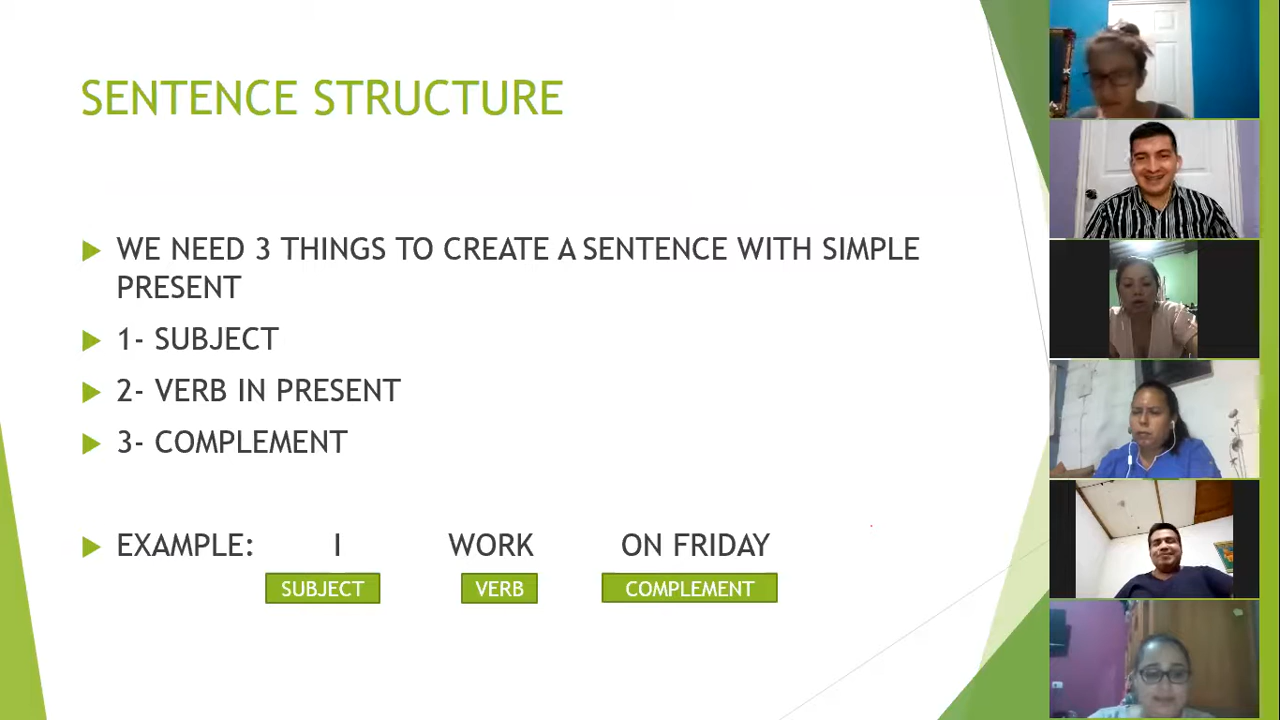 SENTENCE STRUCTURE
WE NEED 3 THINGS TO CREATE A SENTENCE WITH SIMPLE
PRESENT
1- SUBJECT
2- VERB IN PRESENT
3- COMPLEMENT
EXAMPLE: I WORK ON FRIDAY
SUBJECT VERB COMPLEMENT